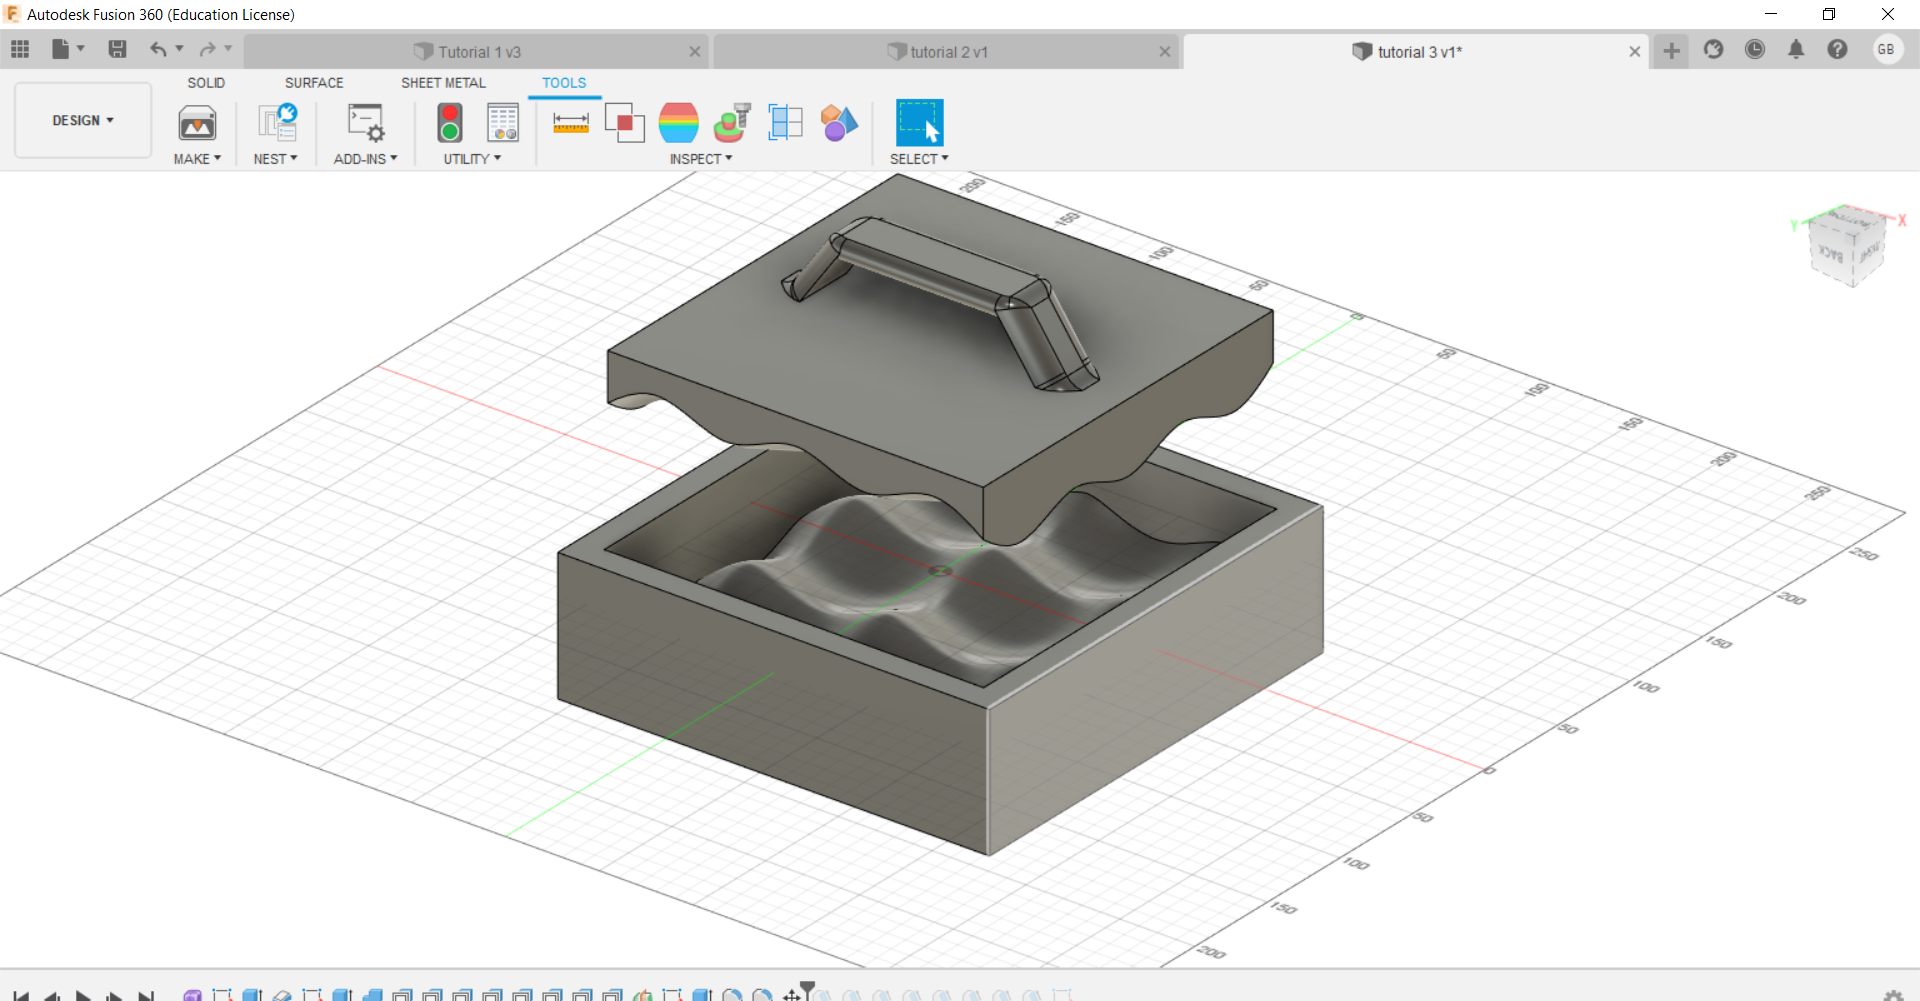 Autodesk Fusion 360 (Education License)
Tutorial 1 v3
tutorial 2 v1
tutorial 3 v1*
GB
SOLID
SURFACE
SHEET METAL
TOOLS
DESIGN
MAKE
NEST
ADD-INS
UTILITY
INSPECT
SELECT
200
150
100
50
0
50
100
150
200
250
250
200
150
100
50
0
50
100
150
200
Y
X
BOTTOM
BACK
RIGHT